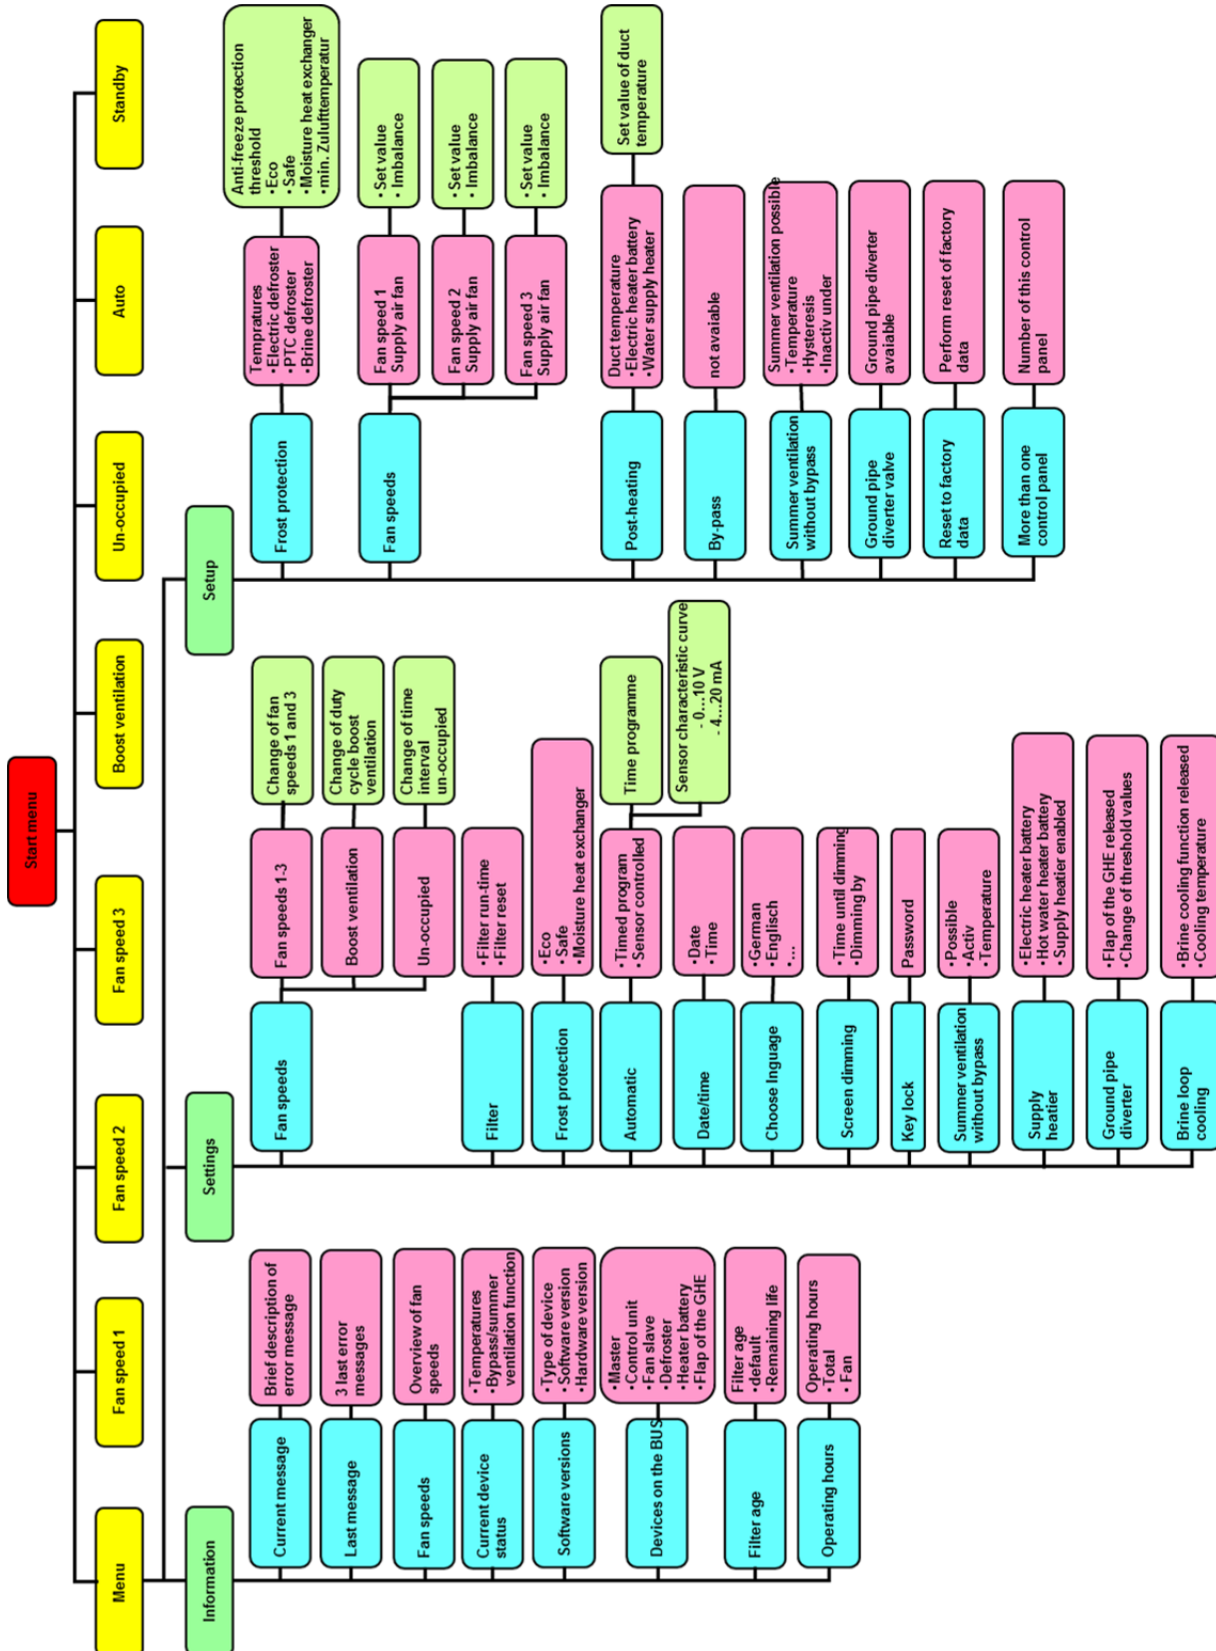 Start menu
Menu
Fan speed 1
Fan speed 2
Fan speed 3
Boost ventilation
Un-occupied
Auto
Standby
Information
Settings
Setup
Current message
Brief description of
error message
Last message
3 last error
messages
Fan speeds
Overview of fan
speeds
Current device
status
•Temperatures
•Bypass/summer
ventilation function
Software versions
•Type of device
•Software version
•Hardware version
Devices on the BUS
•Master
•Control unit
•Fan slave
•Defroster
•Heater battery
•Flap of the GHE
Filter age
Filter age
•default
•Remaining life
Operating hours
Operating hours
•Total
•Fan
Fan speeds
Fan speeds 1-3
Change of fan
speeds 1 and 3
Boost ventilation
Change of duty
cycle boost
ventilation
Un-occupied
Change of time
interval
un-occupied
Filter
•Filter run-time
•Filter reset
Frost protection
•Eco
•Safe
•Moisture heat exchanger
Automatic
•Timed program
•Sensor controlled
Time programme
Sensor characteristic curve
- 0...10 V
- 4...20 mA
Date/time
•Date
•Time
Choose lnguage
•German
•Englisch
•...
Screen dimming
•Time until dimming
•Dimming by
Key lock
Password
Summer ventilation
without bypass
•Possible
•Activ
•Temperature
Supply
heatier
•Electric heater battery
•Hot water heater battery
•Supply heatier enabled
Ground pipe
diverter
•Flap of the GHE released
•Change of threshold values
Brine loop
cooling
•Brine cooling function released
•Cooling temperature
Frost protection
Tempratures
•Electric defroster
•PTC defroster
•Brine defroster
Anti-freeze protection
threshold
•Eco
•Safe
•Moisture heat exchanger
•min. Zulufttemperatur
Fan speeds
Fan speed 1
Supply air fan
• Set value
• Imbalance
Fan speed 2
Supply air fan
• Set value
• Imbalance
Fan speed 3
Supply air fan
• Set value
• Imbalance
Post-heating
Duct temperature
•Electric heater battery
•Water supply heater
Set value of duct
temperature
By-pass
not avaiable
Summer ventilation
without bypass
Summer ventilation possible
•Temperature
•Hysteresis
•Inactiv under
Ground pipe
diverter valve
Ground pipe diverter
avaiable
Reset to factory
data
Perform reset of factory
data
More than one
control panel
Number of this control
panel